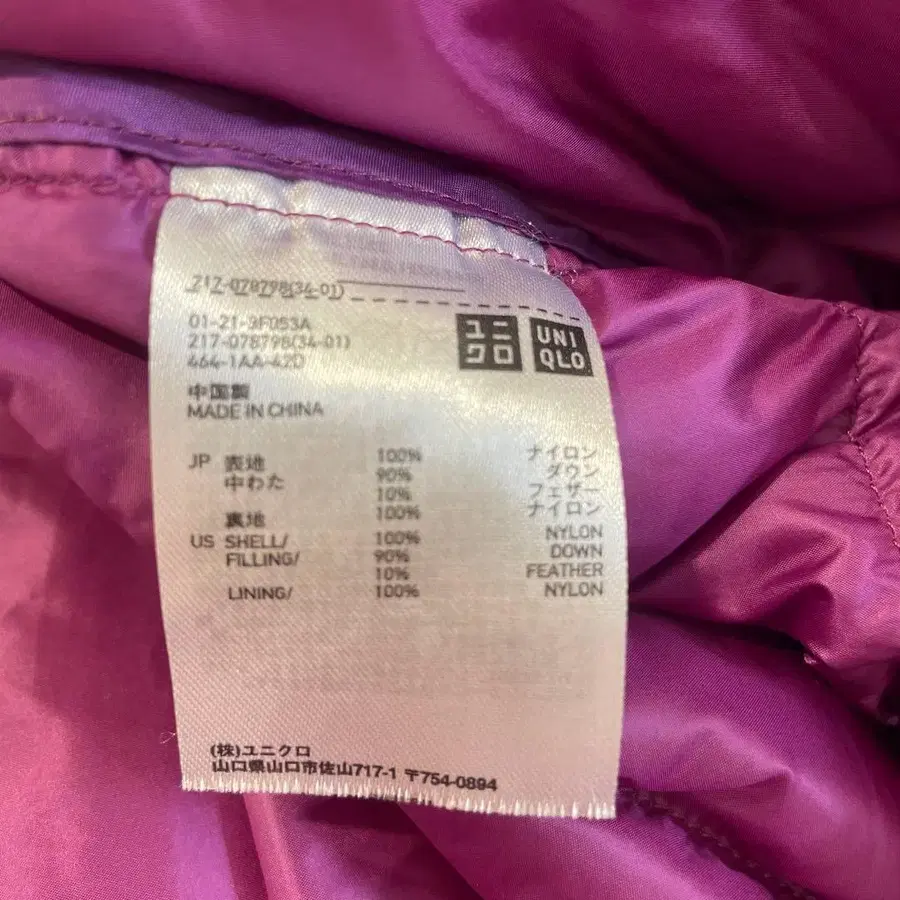 217-078798(34-01)
01-21-9F053A
217-078798(34-01)
464-1AA-42D
ユニ
クロ
UNI
QLO
中国製
MADE IN CHINA
JP 表地 100% ナイロン
中わた 90% ダウン
10% フェザー
裏地 100% ナイロン
US SHELL/ 100% NYLON
FILLING/ 90% DOWN
10% FEATHER
LINING/ 100% NYLON
(株)ユニクロ
山口県山口市佐山717-1 〒754-0894